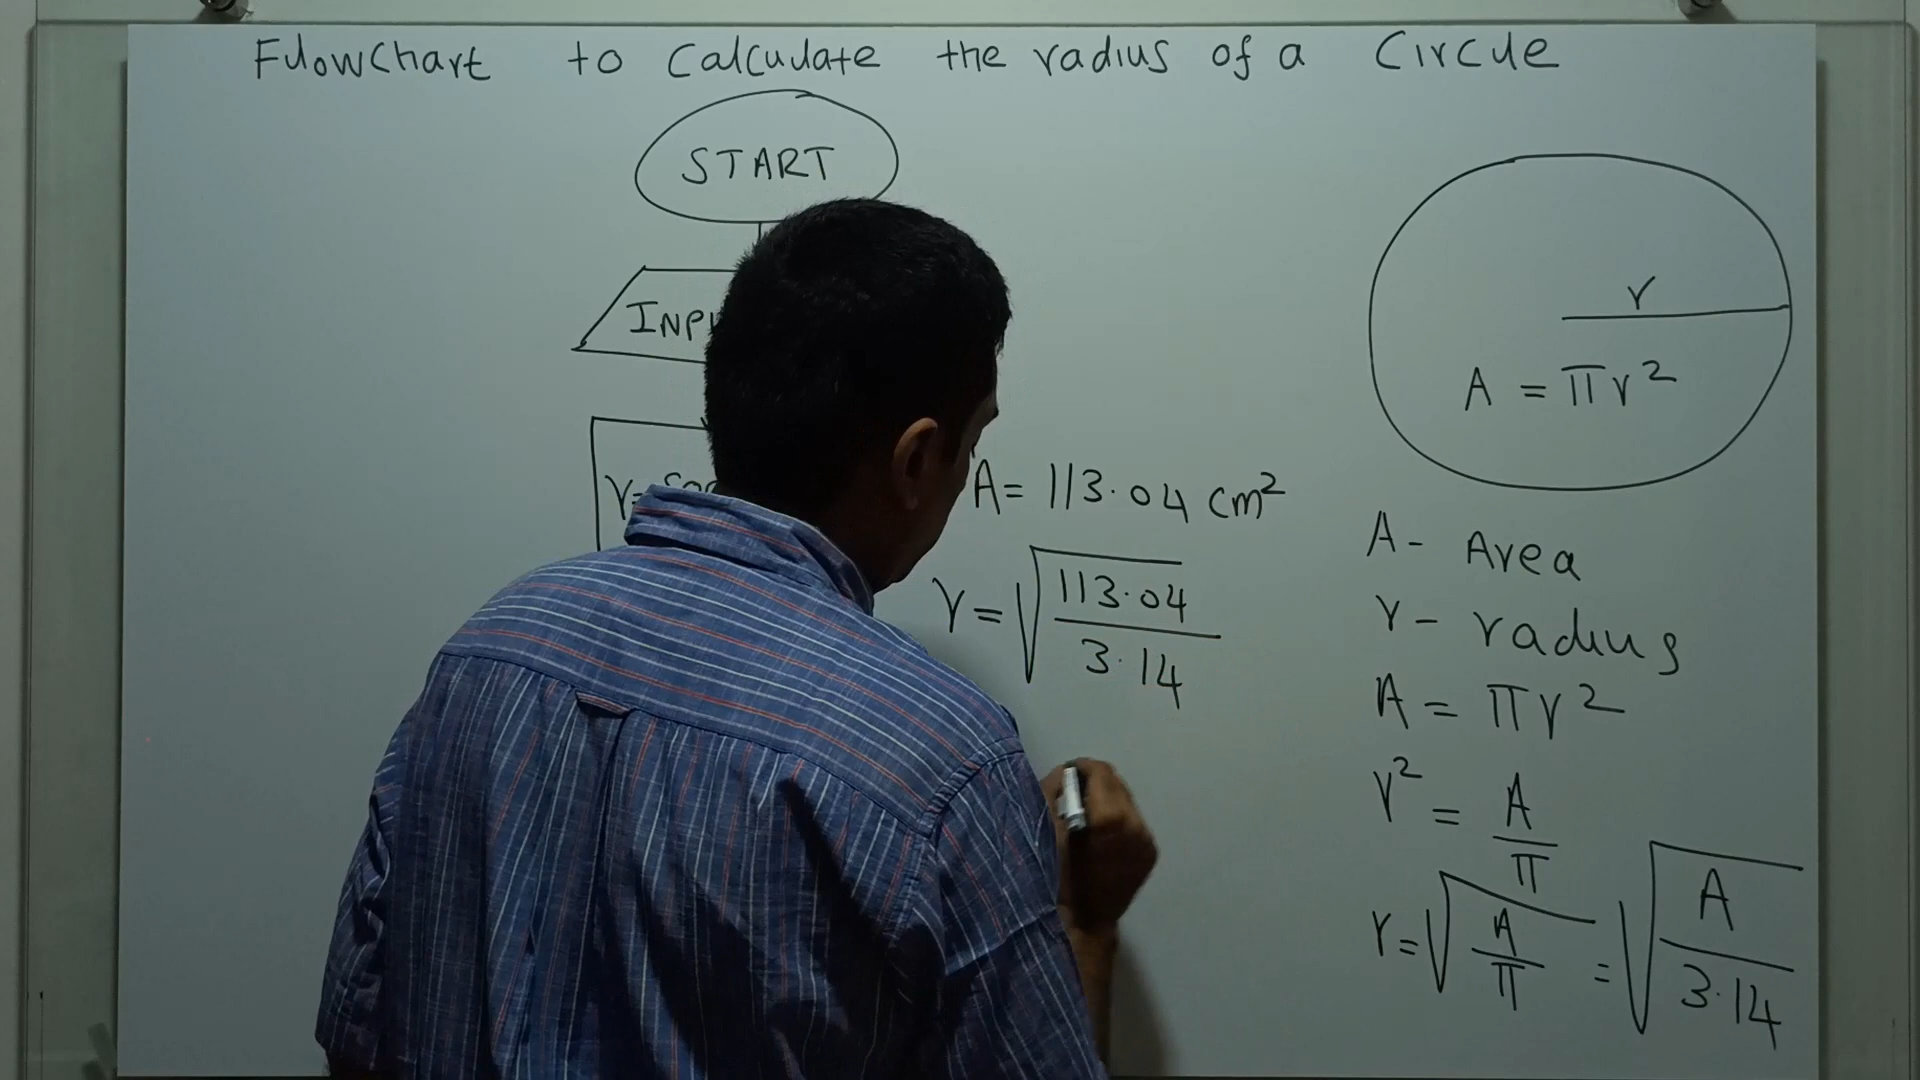 Flowchart to Calculate the radius of a Circle
START
r
A = πr²
A = 113.04 cm²
r = √(113.04 / 3.14)
A - Area
r - radius
A = πr²
r² = A / π
r = √(A / π) = √(A / 3.14)